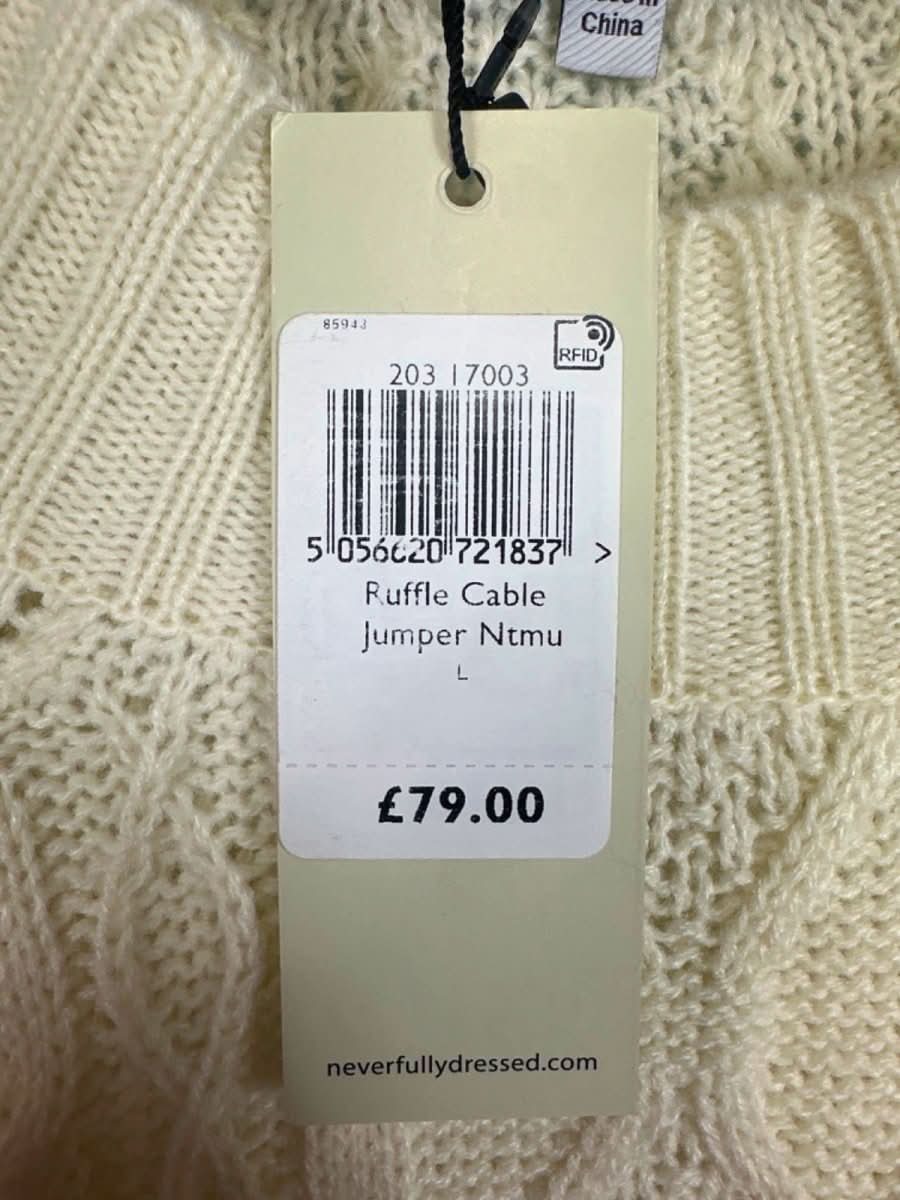 China
85943
RFID
203 17003
5 056620 721837 >
Ruffle Cable
Jumper Ntmu
L
£79.00
neverfullydressed.com